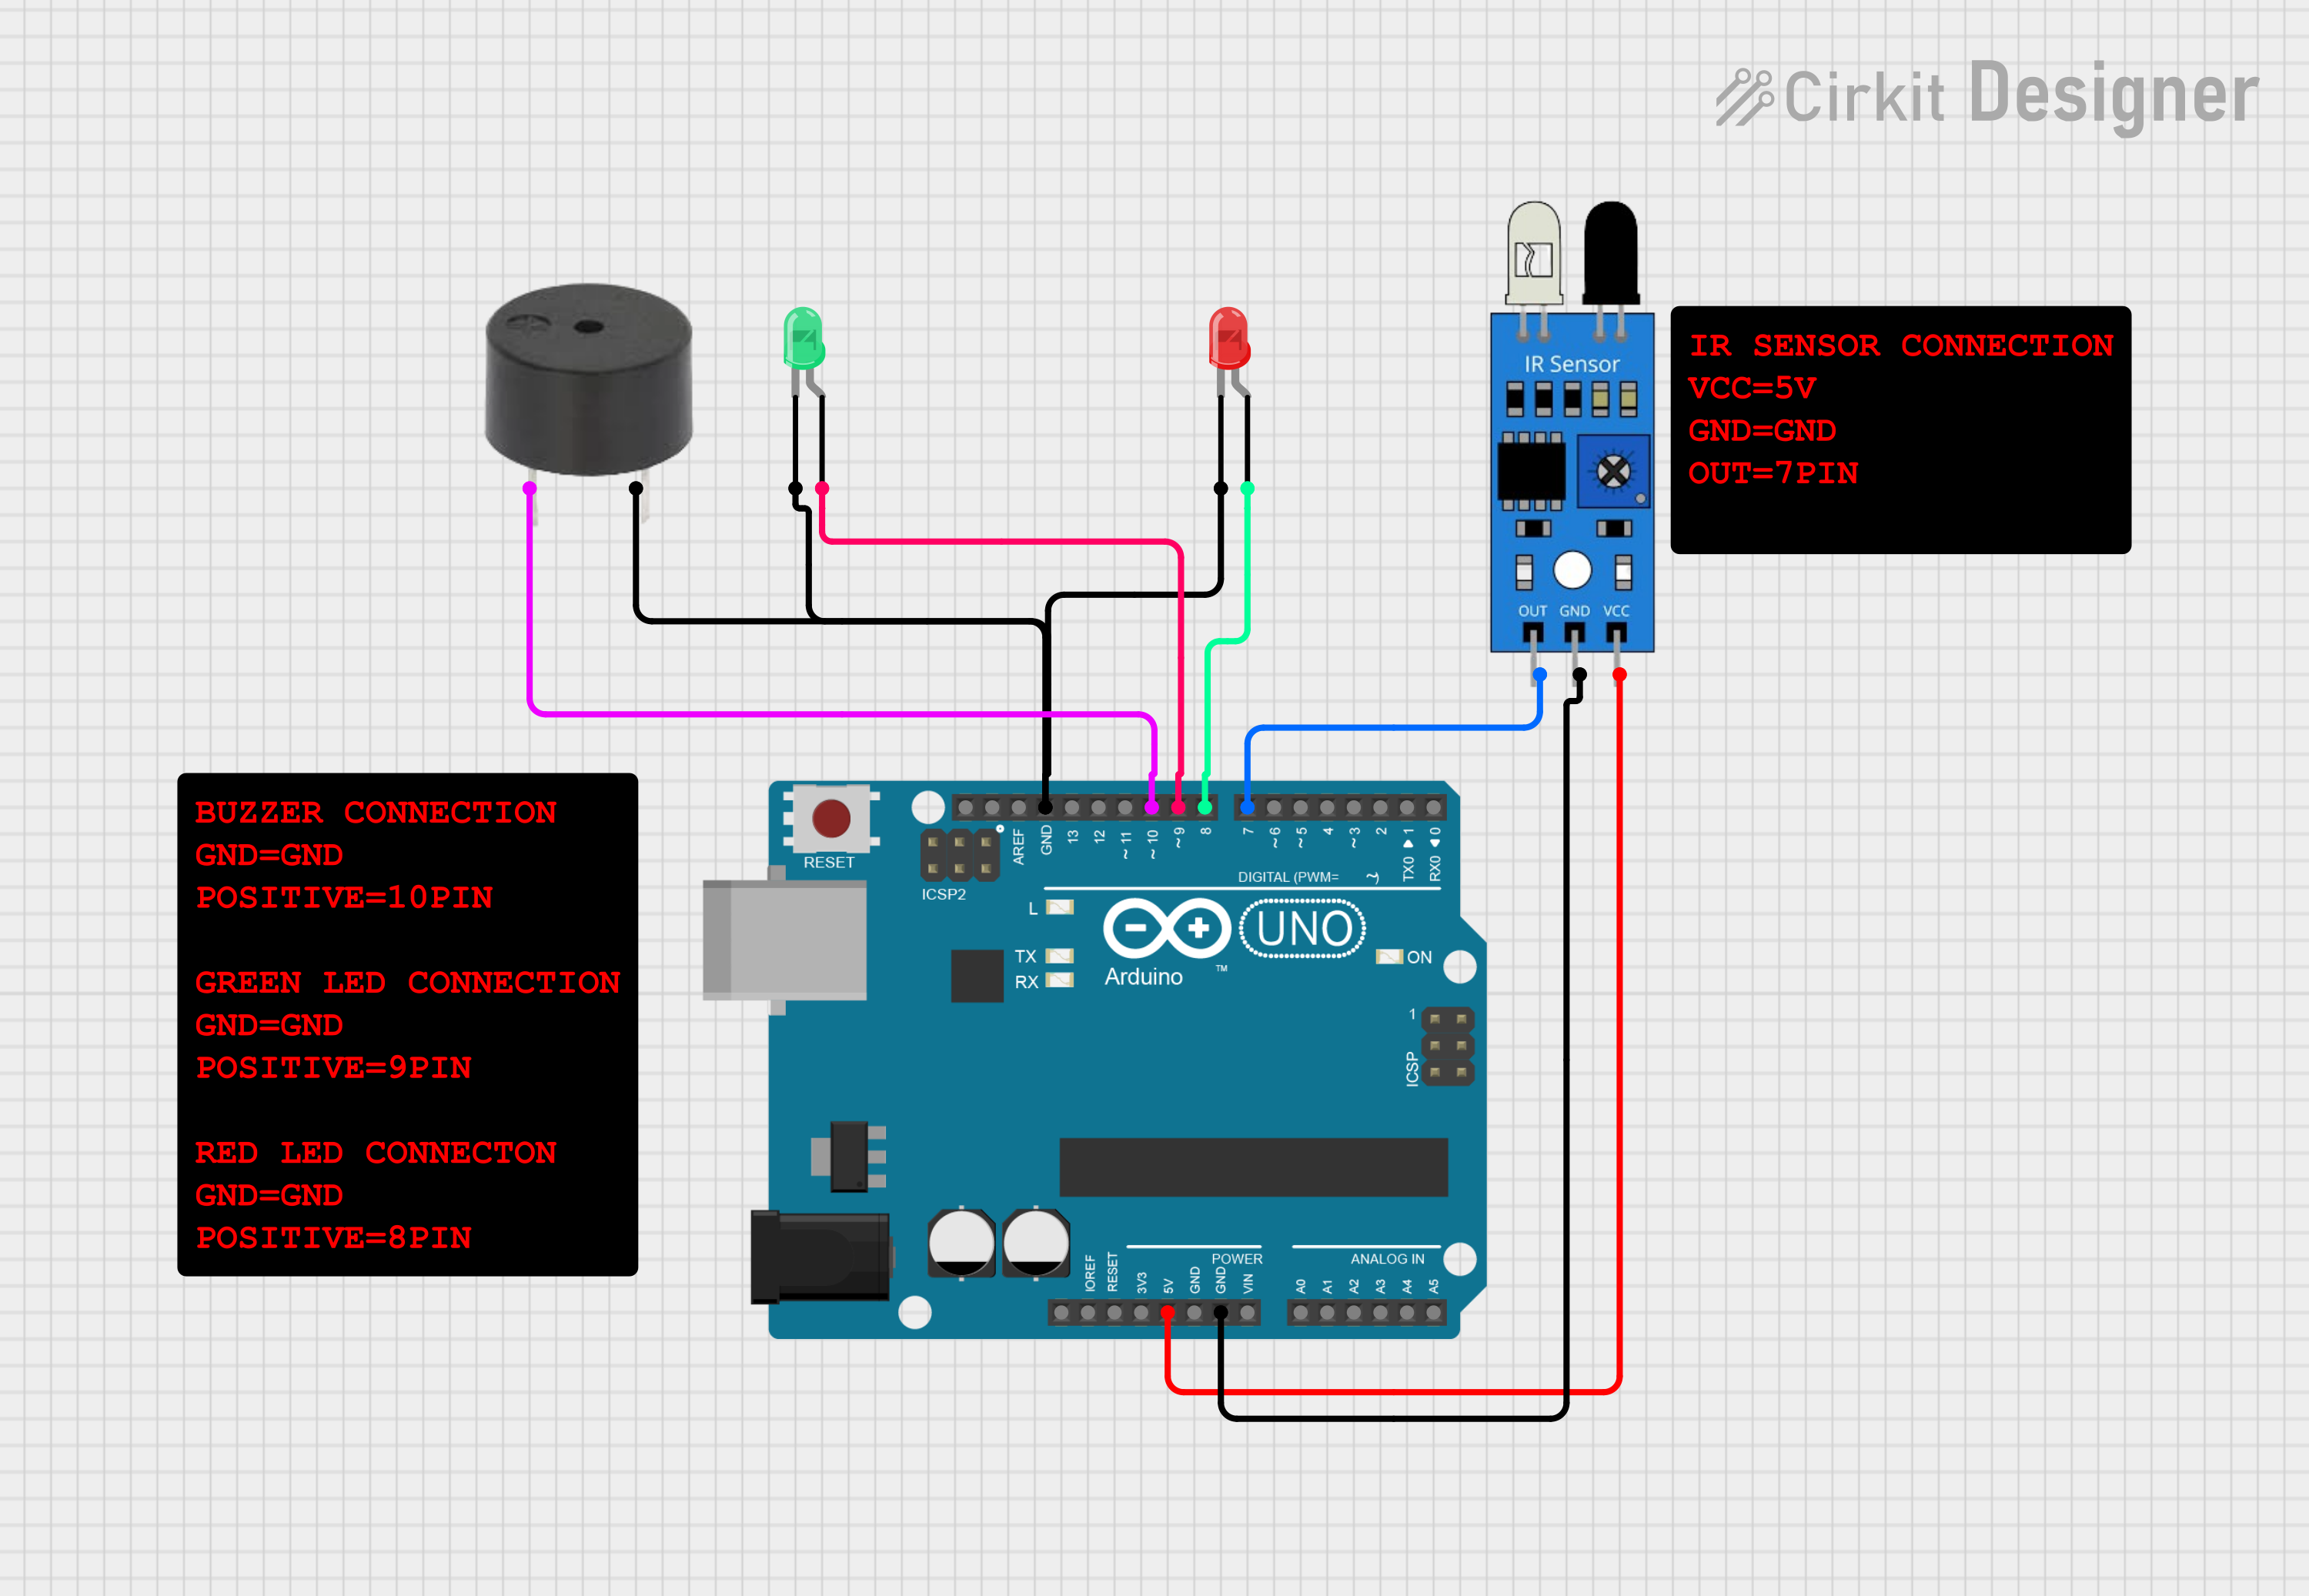 Cirkit Designer
IR Sensor
OUT GND VCC
IR SENSOR CONNECTION
VCC=5V
GND=GND
OUT=7PIN
BUZZER CONNECTION
GND=GND
POSITIVE=10PIN
GREEN LED CONNECTION
GND=GND
POSITIVE=9PIN
RED LED CONNECTON
GND=GND
POSITIVE=8PIN
RESET
ICSP2
AREF
GND
13
12
~11
~10
~9
8
7
~6
~5
4
~3
2
TX0 ▶ 1
RX0 ◀ 0
DIGITAL (PWM= ~)
L
TX
RX
Arduino
™
UNO
ON
1
ICSP
IOREF
RESET
3V3
5V
GND
GND
VIN
POWER
ANALOG IN
A0
A1
A2
A3
A4
A5